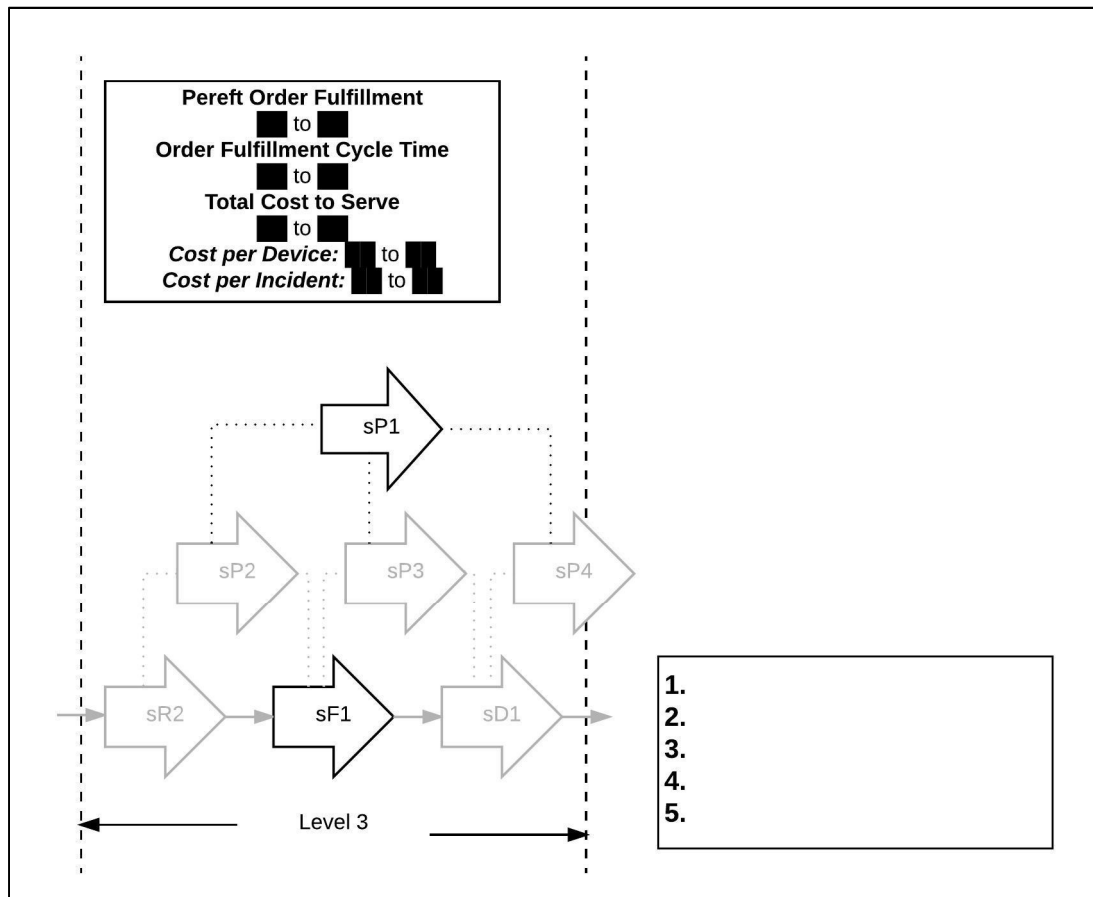 Pereft Order Fulfillment
██ to ██
Order Fulfillment Cycle Time
██ to ██
Total Cost to Serve
██ to ██
Cost per Device: ██ to ██
Cost per Incident: ██ to ██
sP1
sP2
sP3
sP4
sR2
sF1
sD1
Level 3
1.
2.
3.
4.
5.